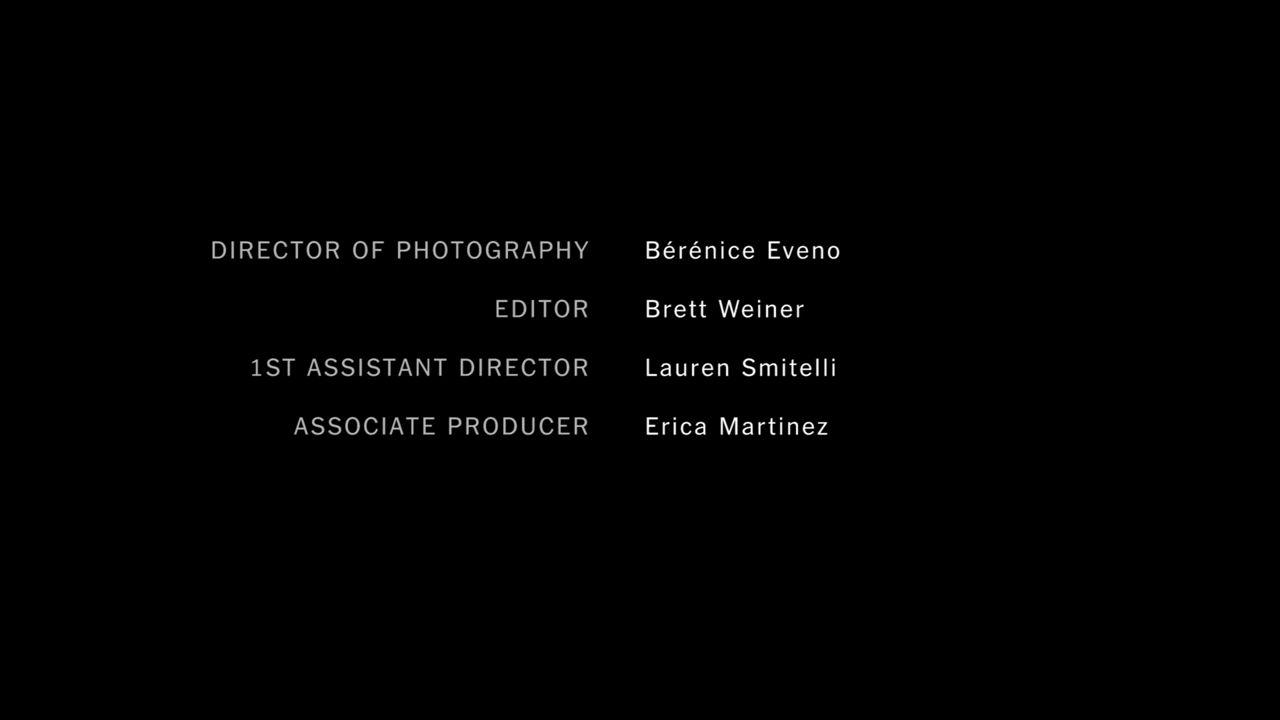 DIRECTOR OF PHOTOGRAPHY Bérénice Eveno
EDITOR Brett Weiner
1ST ASSISTANT DIRECTOR Lauren Smitelli
ASSOCIATE PRODUCER Erica Martinez